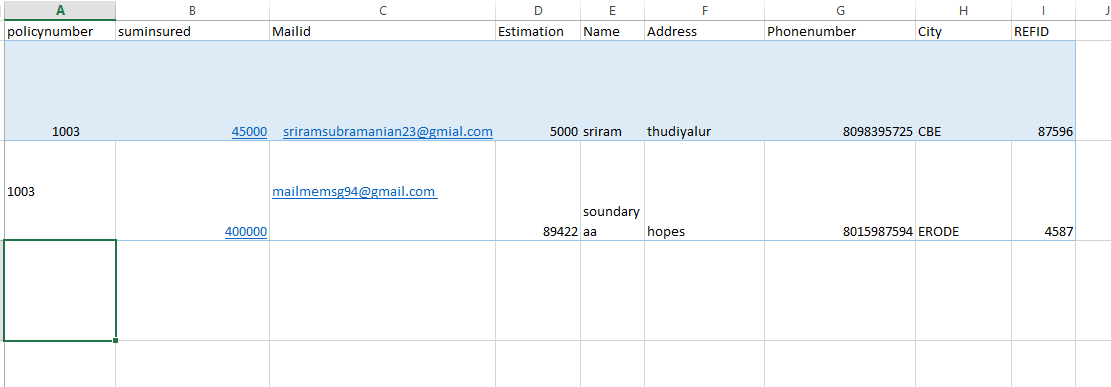 A B C D E F G H I J
policynumber suminsured Mailid Estimation Name Address Phonenumber City REFID
1003 45000 sriramsubramanian23@gmial.com 5000 sriram thudiyalur 8098395725 CBE 87596
1003 mailmemsg94@gmail.com
soundary
400000 89422 aa hopes 8015987594 ERODE 4587